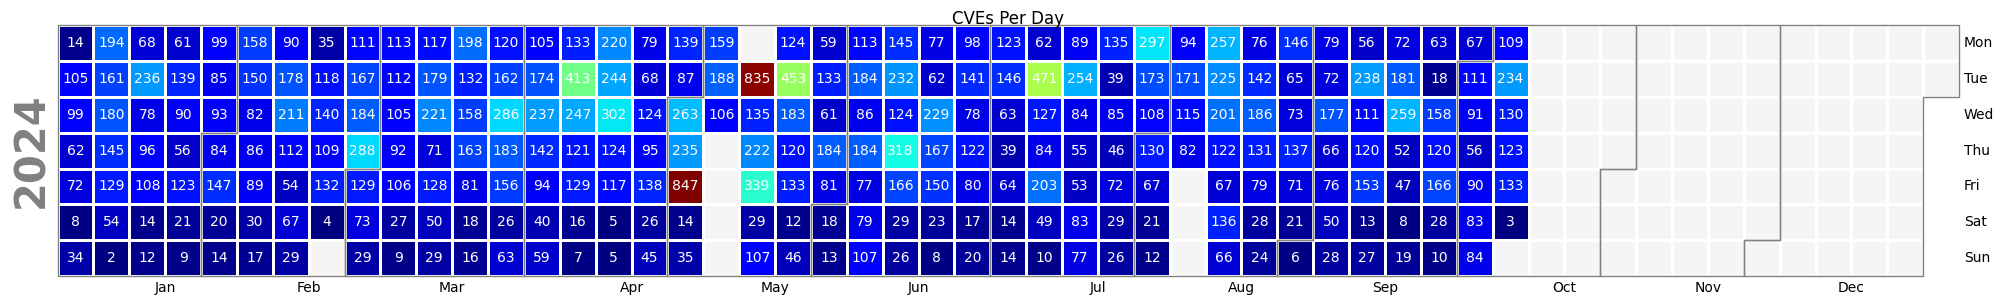 CVEs Per Day
2024
14 194 68 61 99 158 90 35 111 113 117 198 120 105 133 220 79 139 159 124 59 113 145 77 98 123 62 89 135 297 94 257 76 146 79 56 72 63 67 109 Mon
105 161 236 139 85 150 178 118 167 112 179 132 162 174 413 244 68 87 188 835 453 133 184 232 62 141 146 471 254 39 173 171 225 142 65 72 238 181 18 111 234 Tue
99 180 78 90 93 82 211 140 184 105 221 158 286 237 247 302 124 263 106 135 183 61 86 124 229 78 63 127 84 85 108 115 201 186 73 177 111 259 158 91 130 Wed
62 145 96 56 84 86 112 109 288 92 71 163 183 142 121 124 95 235 222 120 184 184 318 167 122 39 84 55 46 130 82 122 131 137 66 120 52 120 56 123 Thu
72 129 108 123 147 89 54 132 129 106 128 81 156 94 129 117 138 847 339 133 81 77 166 150 80 64 203 53 72 67 67 79 71 76 153 47 166 90 133 Fri
8 54 14 21 20 30 67 4 73 27 50 18 26 40 16 5 26 14 29 12 18 79 29 23 17 14 49 83 29 21 136 28 21 50 13 8 28 83 3 Sat
34 2 12 9 14 17 29 29 9 29 16 63 59 7 5 45 35 107 46 13 107 26 8 20 14 10 77 26 12 66 24 6 28 27 19 10 84 Sun
Jan Feb Mar Apr May Jun Jul Aug Sep Oct Nov Dec